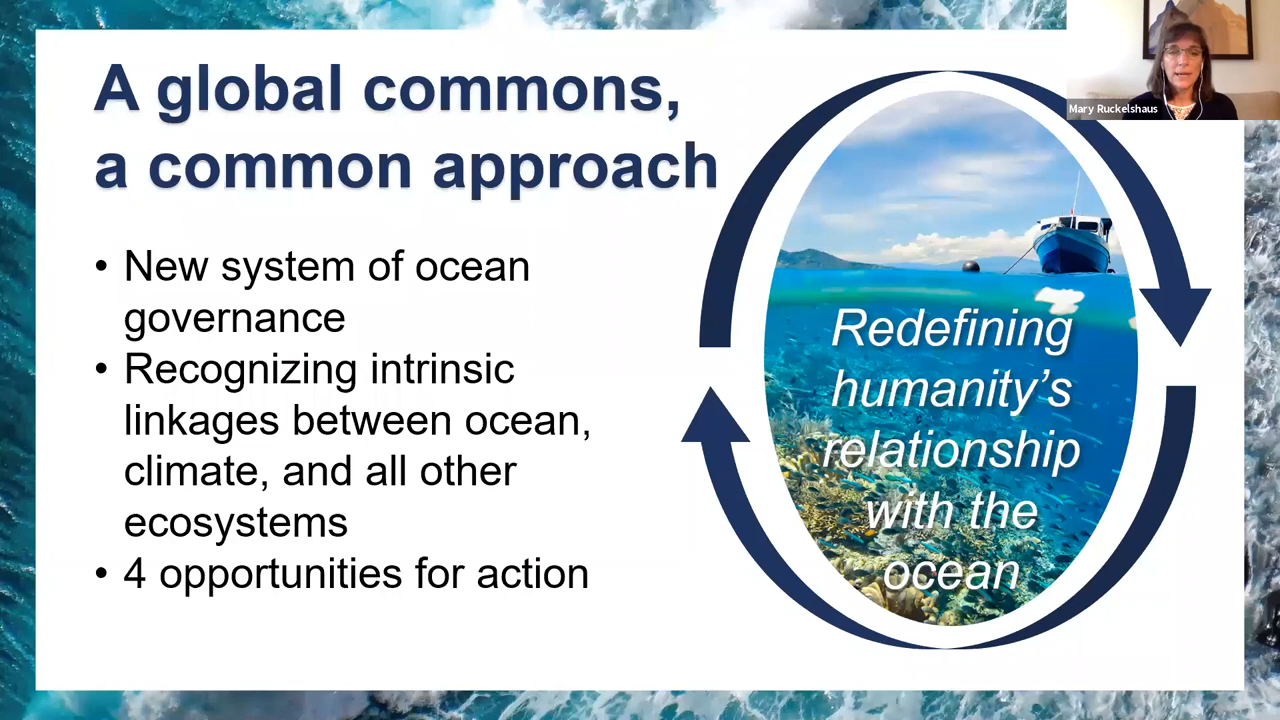 A global commons,
a common approach
• New system of ocean
governance
• Recognizing intrinsic
linkages between ocean,
climate, and all other
ecosystems
• 4 opportunities for action
Redefining
humanity’s
relationship
with the
ocean
Mary Ruckelshaus